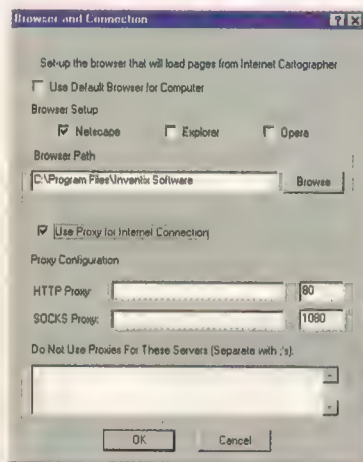 Browser and Connection
Set-up the browser that will load pages from Internet Cartographer
Use Default Browser for Computer
Browser Setup
Netscape Explorer Opera
Browser Path
C:\Program Files\Inventix Software Browse
Use Proxy for Internet Connection
Proxy Configuration
HTTP Proxy: 80
SOCKS Proxy: 1080
Do Not Use Proxies For These Servers (Separate with ;'s).
OK Cancel